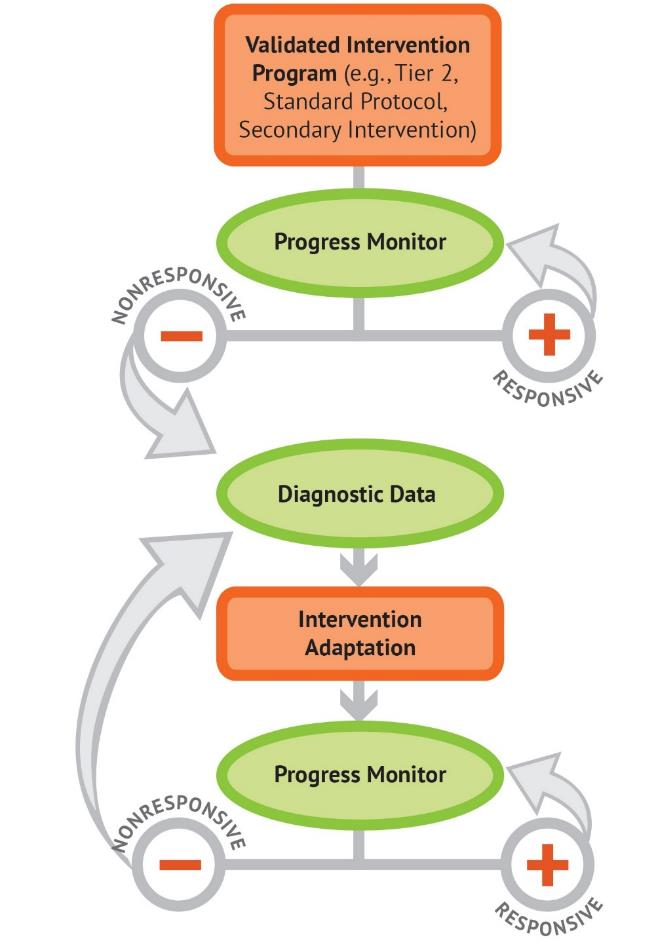 Validated Intervention
Program (e.g., Tier 2,
Standard Protocol,
Secondary Intervention)
Progress Monitor
NONRESPONSIVE
RESPONSIVE
Diagnostic Data
Intervention
Adaptation
Progress Monitor
NONRESPONSIVE
RESPONSIVE